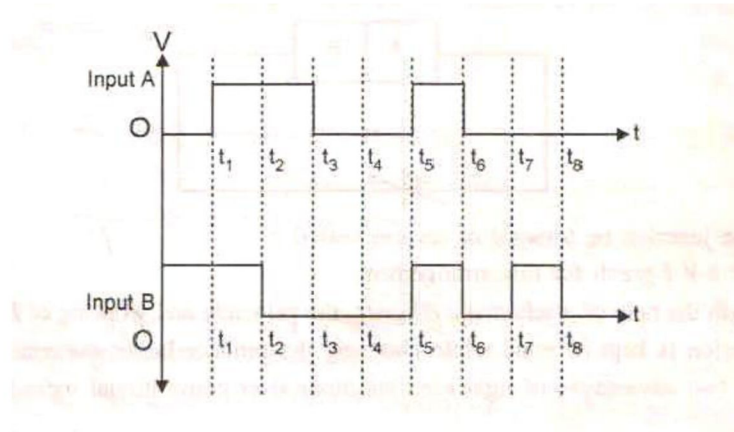 V
Input A
O
t
t₁ t₂ t₃ t₄ t₅ t₆ t₇ t₈
Input B
O
t
t₁ t₂ t₃ t₄ t₅ t₆ t₇ t₈